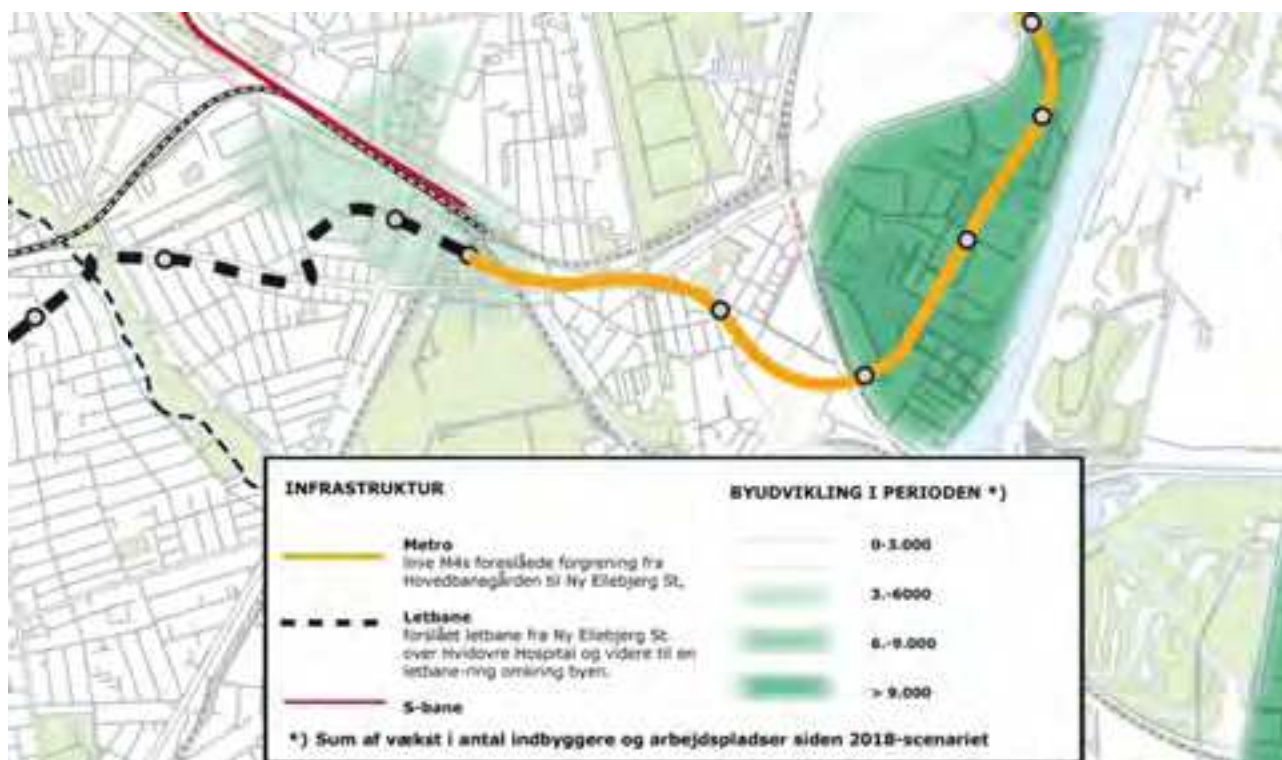 INFRASTRUKTUR
Metro
linie M4s foreslåede forgrening fra
Hovedbanegården til Ny Ellebjerg St.
Letbane
forslået letbane fra Ny Ellebjerg St.
over Hvidovre Hospital og videre til en
letbane-ring omkring byen.
S-bane
BYUDVIKLING I PERIODEN *)
0-3.000
3.-6000
6.-9.000
> 9.000
*) Sum af vækst i antal indbyggere og arbejdspladser siden 2018-scenariet